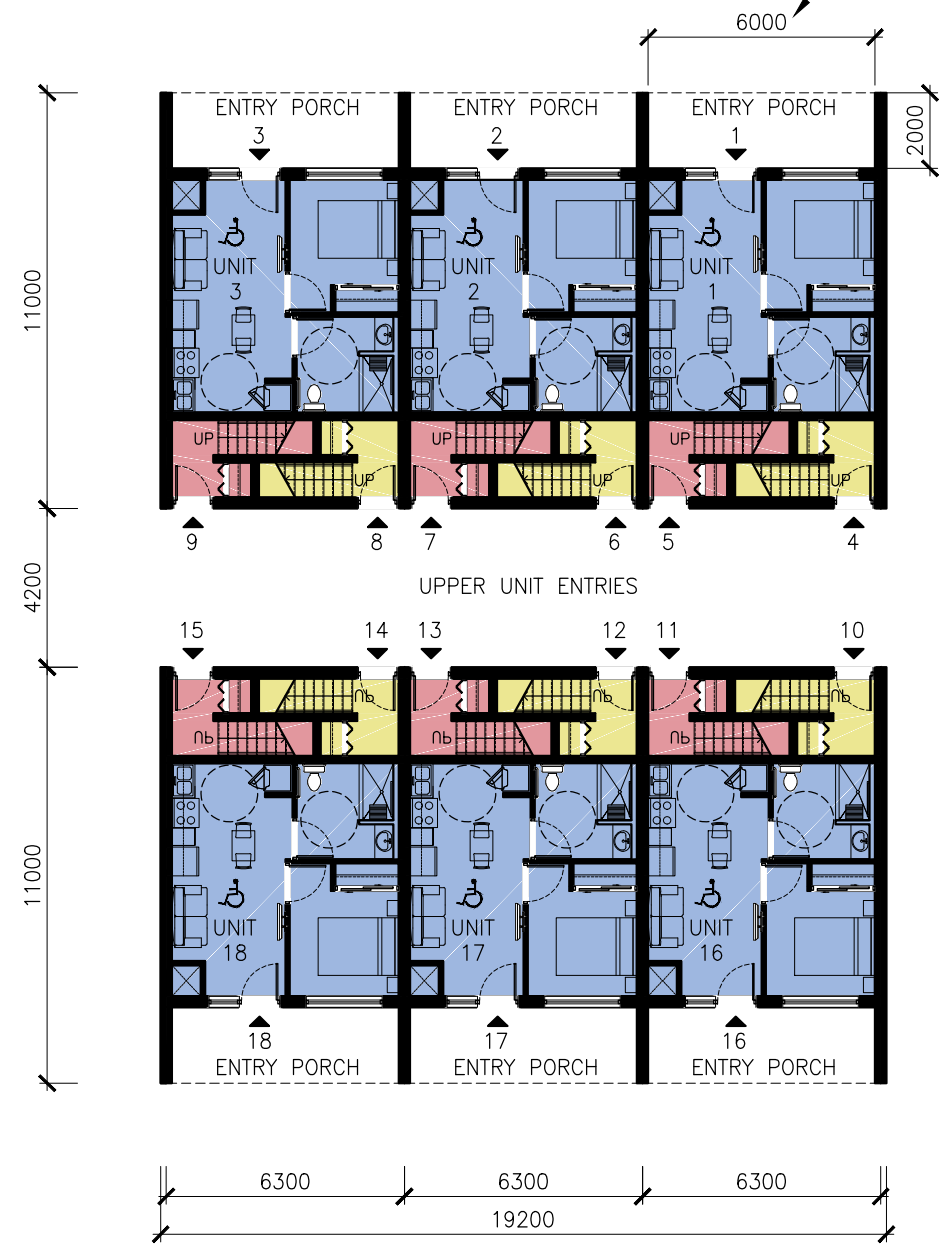 6000
ENTRY PORCH ENTRY PORCH ENTRY PORCH
3 2 1
2000
UNIT UNIT UNIT
3 2 1
11000
UP UP UP
UP UP UP
9 8 7 6 5 4
4200
UPPER UNIT ENTRIES
15 14 13 12 11 10
UP UP UP
UP UP UP
11000
UNIT UNIT UNIT
18 17 16
18 17 16
ENTRY PORCH ENTRY PORCH ENTRY PORCH
6300 6300 6300
19200